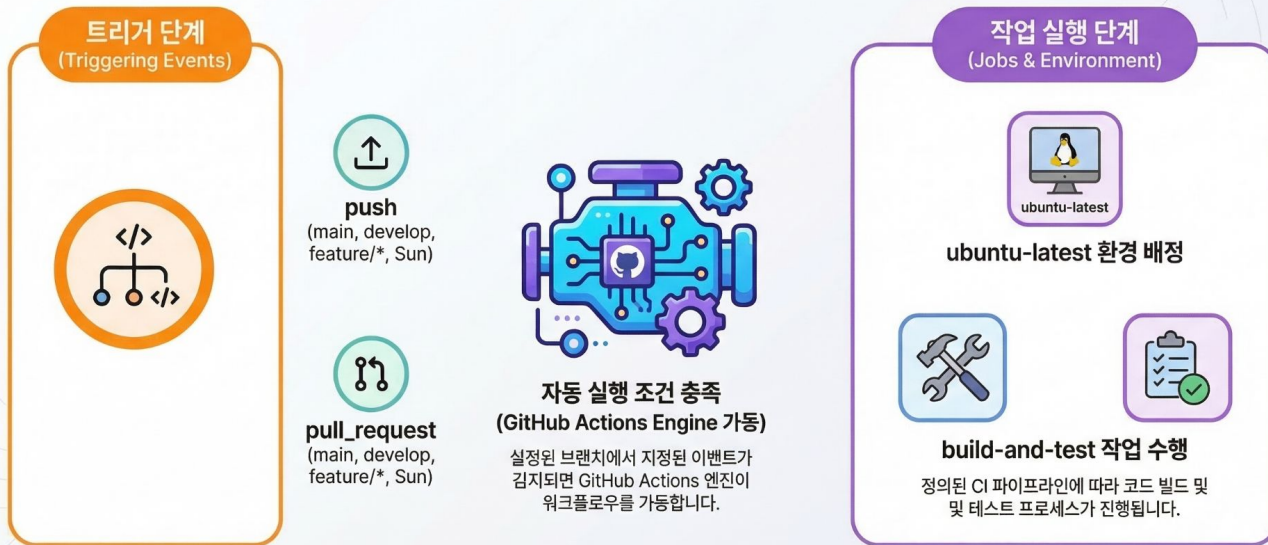 트리거 단계
(Triggering Events)
</>
</>
push
(main, develop,
feature/*, Sun)
pull_request
(main, develop,
feature/*, Sun)
자동 실행 조건 충족
(GitHub Actions Engine 가동)
실정왼 브랜치에서 지정된 이벤트가
김지되면 GitHub Actions 엔진이
워크플로우를 가동합니다.
작업 실행 단계
(Jobs & Environment)
ubuntu-latest
ubuntu-latest 환경 배정
build-and-test 작업 수행
정의된 CI 파이프라인에 따라 코드 빌드 및
및 테스트 프로세스가 진행됩니다.